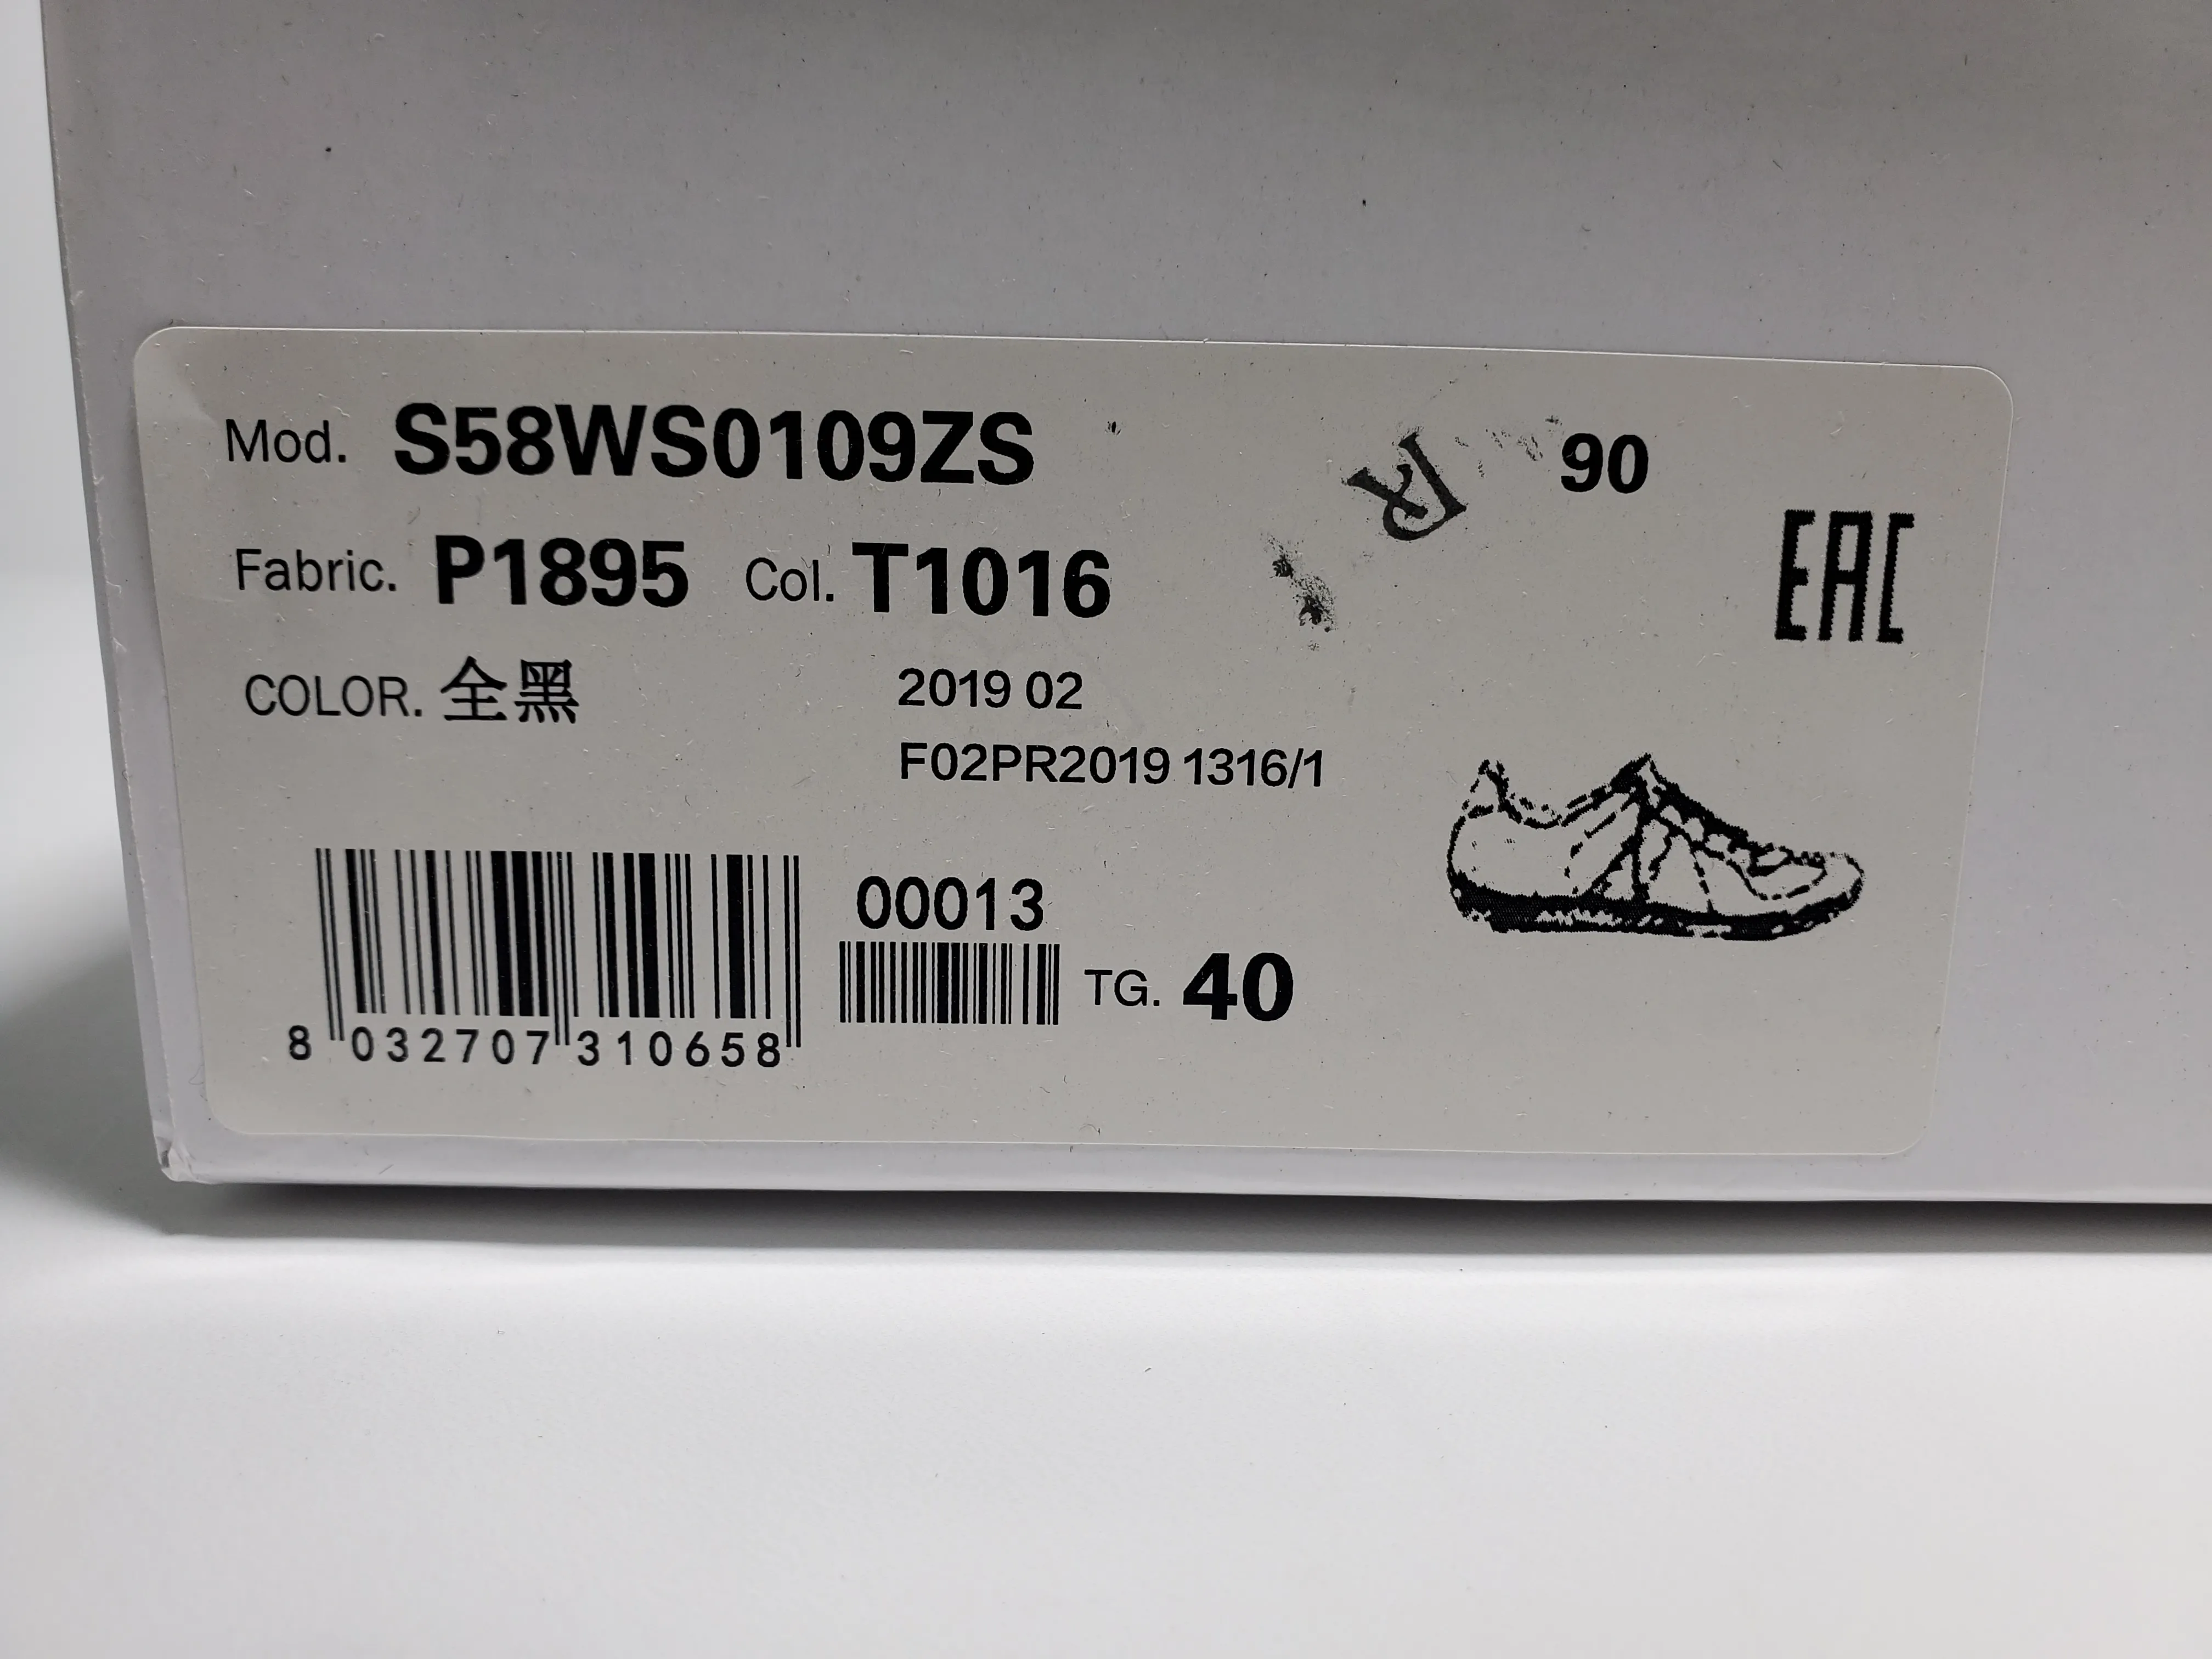 Mod. S58WS0109ZS
R 90
Fabric. P1895 Col. T1016
EAC
COLOR. 全黑
2019 02
F02PR2019 1316/1
00013
TG. 40
8 032707 310658